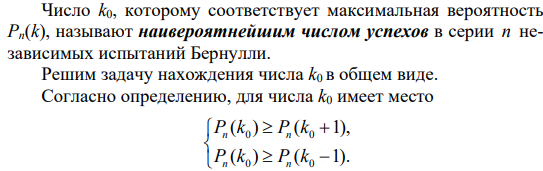 Число k0, которому соответствует максимальная вероятность
Pn(k), называют наивероятнейшим числом успехов в серии n не-
зависимых испытаний Бернулли.
Решим задачу нахождения числа k0 в общем виде.
Согласно определению, для числа k0 имеет место
{Pn(k0) ≥ Pn(k0 + 1),
Pn(k0) ≥ Pn(k0 − 1).